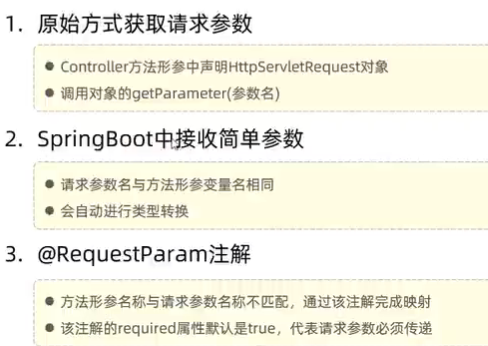 1. 原始方式获取请求参数
● Controller方法形参中声明HttpServletRequest对象
● 调用对象的getParameter(参数名)
2. SpringBoot中接收简单参数
● 请求参数名与方法形参变量名相同
● 会自动进行类型转换
3. @RequestParam注解
● 方法形参名称与请求参数名称不匹配，通过该注解完成映射
● 该注解的required属性默认是true，代表请求参数必须传递